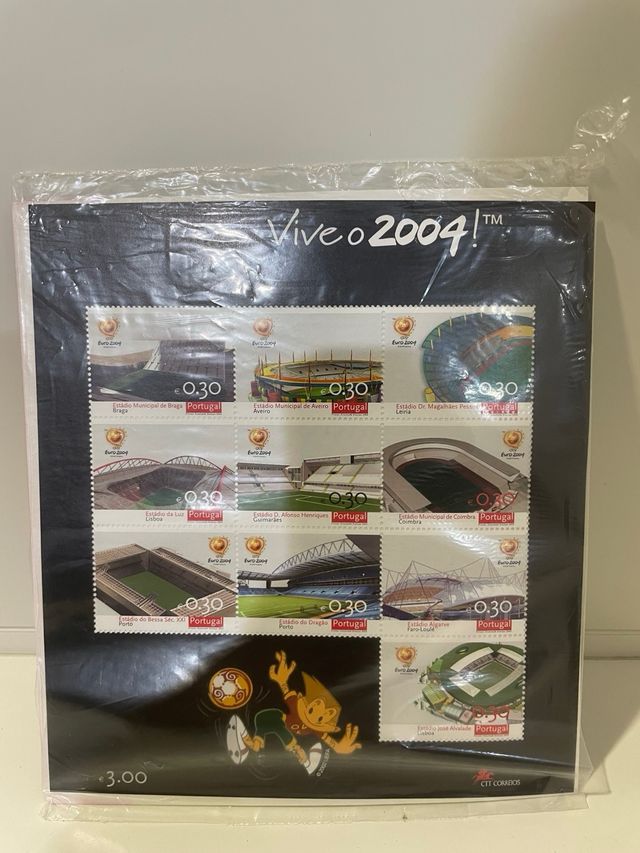 Vive o 2004!™
Euro 2004
€0.30
Estádio Municipal de Braga
Braga
Portugal
Euro 2004
€0.30
Estádio Municipal de Aveiro
Aveiro
Portugal
€0.30
Estádio Dr. Magalhães
Leiria
Portugal
Euro 2004
€0.30
Estádio da Luz
Lisboa
Portugal
Euro 2004
0.30
Estádio D. Afonso Henriques
Guimarães
Portugal
Euro 2004
€0.30
Estádio Municipal de Coimbra
Coimbra
Portugal
Euro 2004
€0.30
Estádio do Bessa Séc. XXI
Porto
Portugal
Euro 2004
€0.30
Estádio do Dragão
Porto
Portugal
Euro 2004
€0.30
Estádio Algarve
Faro-Loulé
Portugal
0.30
Estádio José Alvalade
Lisboa
Portugal
€3.00
CTT CORREIOS